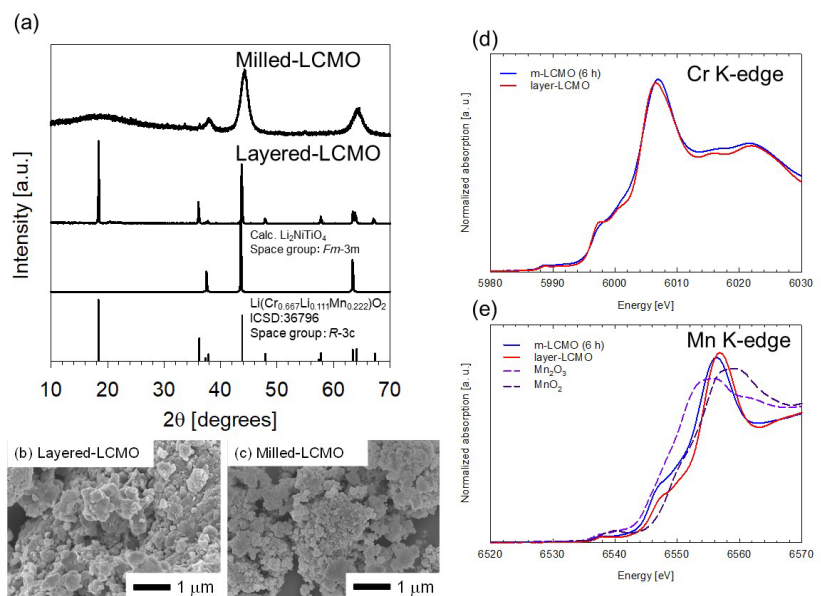 (a)
Milled-LCMO
Layered-LCMO
Calc. Li₂NiTiO₄
Space group: Fm-3m
Li(Cr₀.₆₆₇Li₀.₁₁₁Mn₀.₂₂₂)O₂
ICSD:36796
Space group: R-3c
Intensity [a.u.]
10 20 30 40 50 60 70
2θ [degrees]
(b) Layered-LCMO
1 μm
(c) Milled-LCMO
1 μm
(d)
m-LCMO (6 h)
layer-LCMO
Cr K-edge
Normalized absorption [a. u.]
5980 5990 6000 6010 6020 6030
Energy [eV]
(e)
m-LCMO (6 h)
layer-LCMO
Mn₂O₃
MnO₂
Mn K-edge
Normalized absorption [a. u.]
6520 6530 6540 6550 6560 6570
Energy [eV]